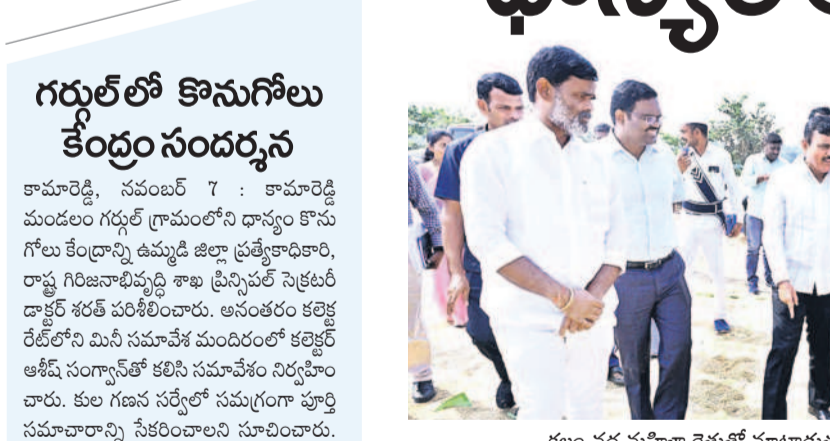 గర్గుల్‌లో కొనుగోలు
కేంద్రం సందర్శన
కామారెడ్డి, నవంబర్ 7 : కామారెడ్డి
మండలం గర్గుల్ గ్రామంలోని ధాన్యం కొను
గోలు కేంద్రాన్ని ఉమ్మడి జిల్లా ప్రత్యేకాధికారి,
రాష్ట్ర గిరిజనాభివృద్ధి శాఖ ప్రిన్సిపల్ సెక్రటరీ
డాక్టర్ శరత్ పరిశీలించారు. అనంతరం కలెక్ట
రేట్‌లోని మినీ సమావేశ మందిరంలో కలెక్టర్
ఆశీష్ సంగ్వాన్‌తో కలిసి సమావేశం నిర్వహిం
చారు. కుల గణన సర్వేలో సమగ్రంగా పూర్తి
సమాచారాన్ని సేకరించాలని సూచించారు.